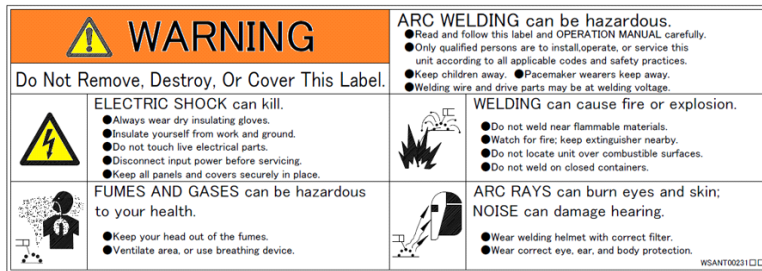 WARNING
Do Not Remove, Destroy, Or Cover This Label.
ARC WELDING can be hazardous.
●Read and follow this label and OPERATION MANUAL carefully.
●Only qualified persons are to install,operate, or service this
unit according to all applicable codes and safety practices.
●Keep children away. ●Pacemaker wearers keep away.
●Welding wire and drive parts may be at welding voltage.
ELECTRIC SHOCK can kill.
●Always wear dry insulating gloves.
●Insulate yourself from work and ground.
●Do not touch live electrical parts.
●Disconnect input power before servicing.
●Keep all panels and covers securely in place.
WELDING can cause fire or explosion.
●Do not weld near flammable materials.
●Watch for fire; keep extinguisher nearby.
●Do not locate unit over combustible surfaces.
●Do not weld on closed containers.
FUMES AND GASES can be hazardous
to your health.
●Keep your head out of the fumes.
●Ventilate area, or use breathing device.
ARC RAYS can burn eyes and skin;
NOISE can damage hearing.
●Wear welding helmet with correct filter.
●Wear correct eye, ear, and body protection.
WSANT00231□□